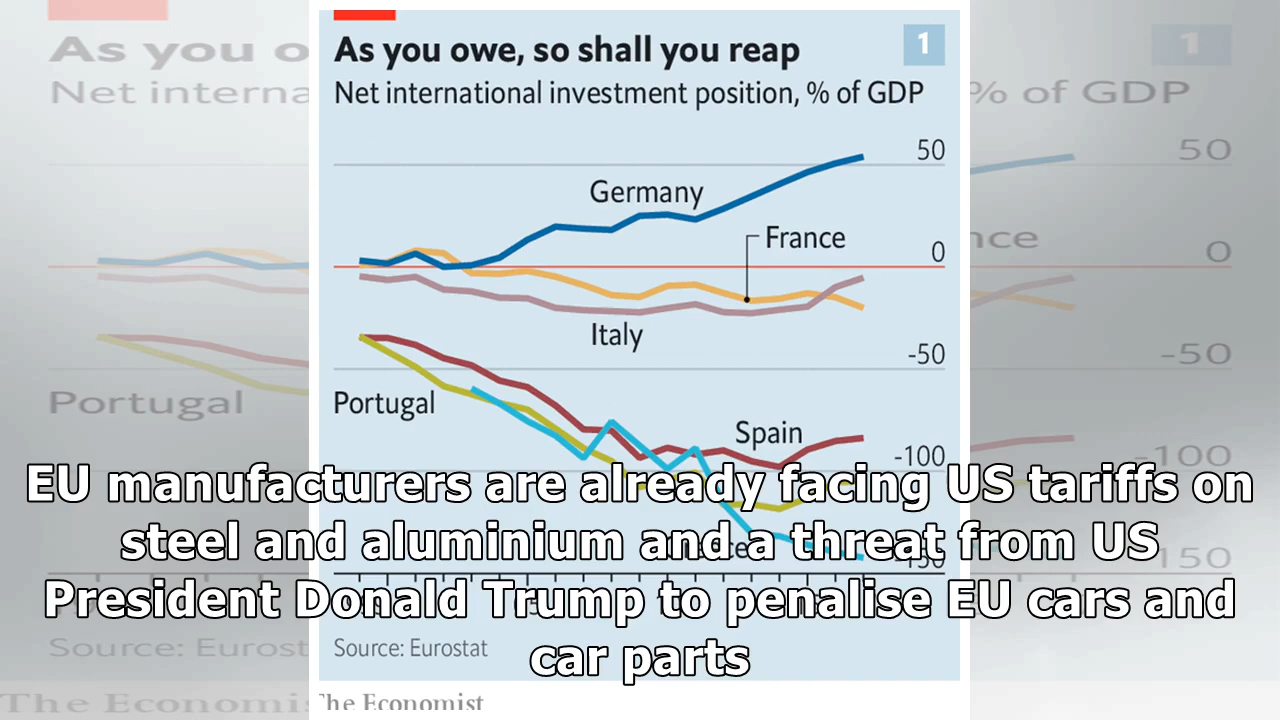 As you owe, so shall you reap
1
Net international investment position, % of GDP
50
Germany
France
0
Italy
-50
Portugal
Spain
-100
EU manufacturers are already facing US tariffs on
steel and aluminium and a threat from US
President Donald Trump to penalise EU cars and
car parts
Source: Eurostat
The Economist